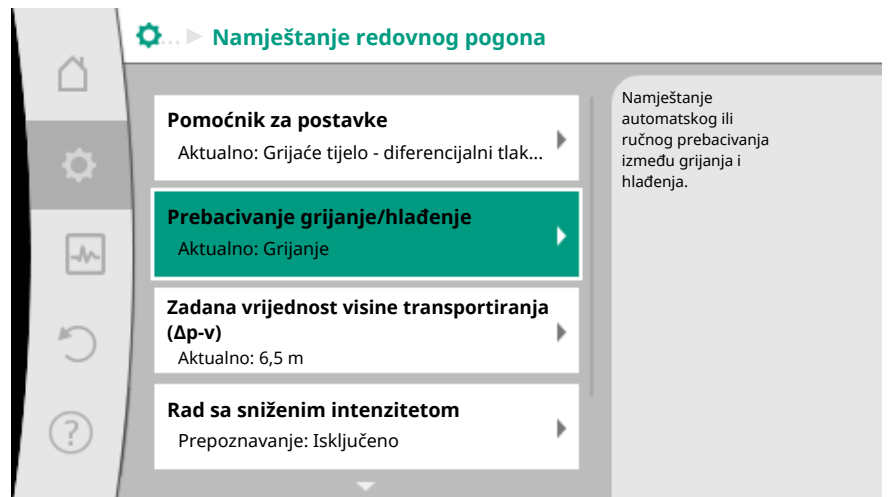 ... Namještanje redovnog pogona
Pomoćnik za postavke
Aktualno: Grijaće tijelo - diferencijalni tlak...
Prebacivanje grijanje/hlađenje
Aktualno: Grijanje
Zadana vrijednost visine transportiranja
(Δp-v)
Aktualno: 6,5 m
Rad sa sniženim intenzitetom
Prepoznavanje: Isključeno
Namještanje
automatskog ili
ručnog prebacivanja
između grijanja i
hlađenja.
?